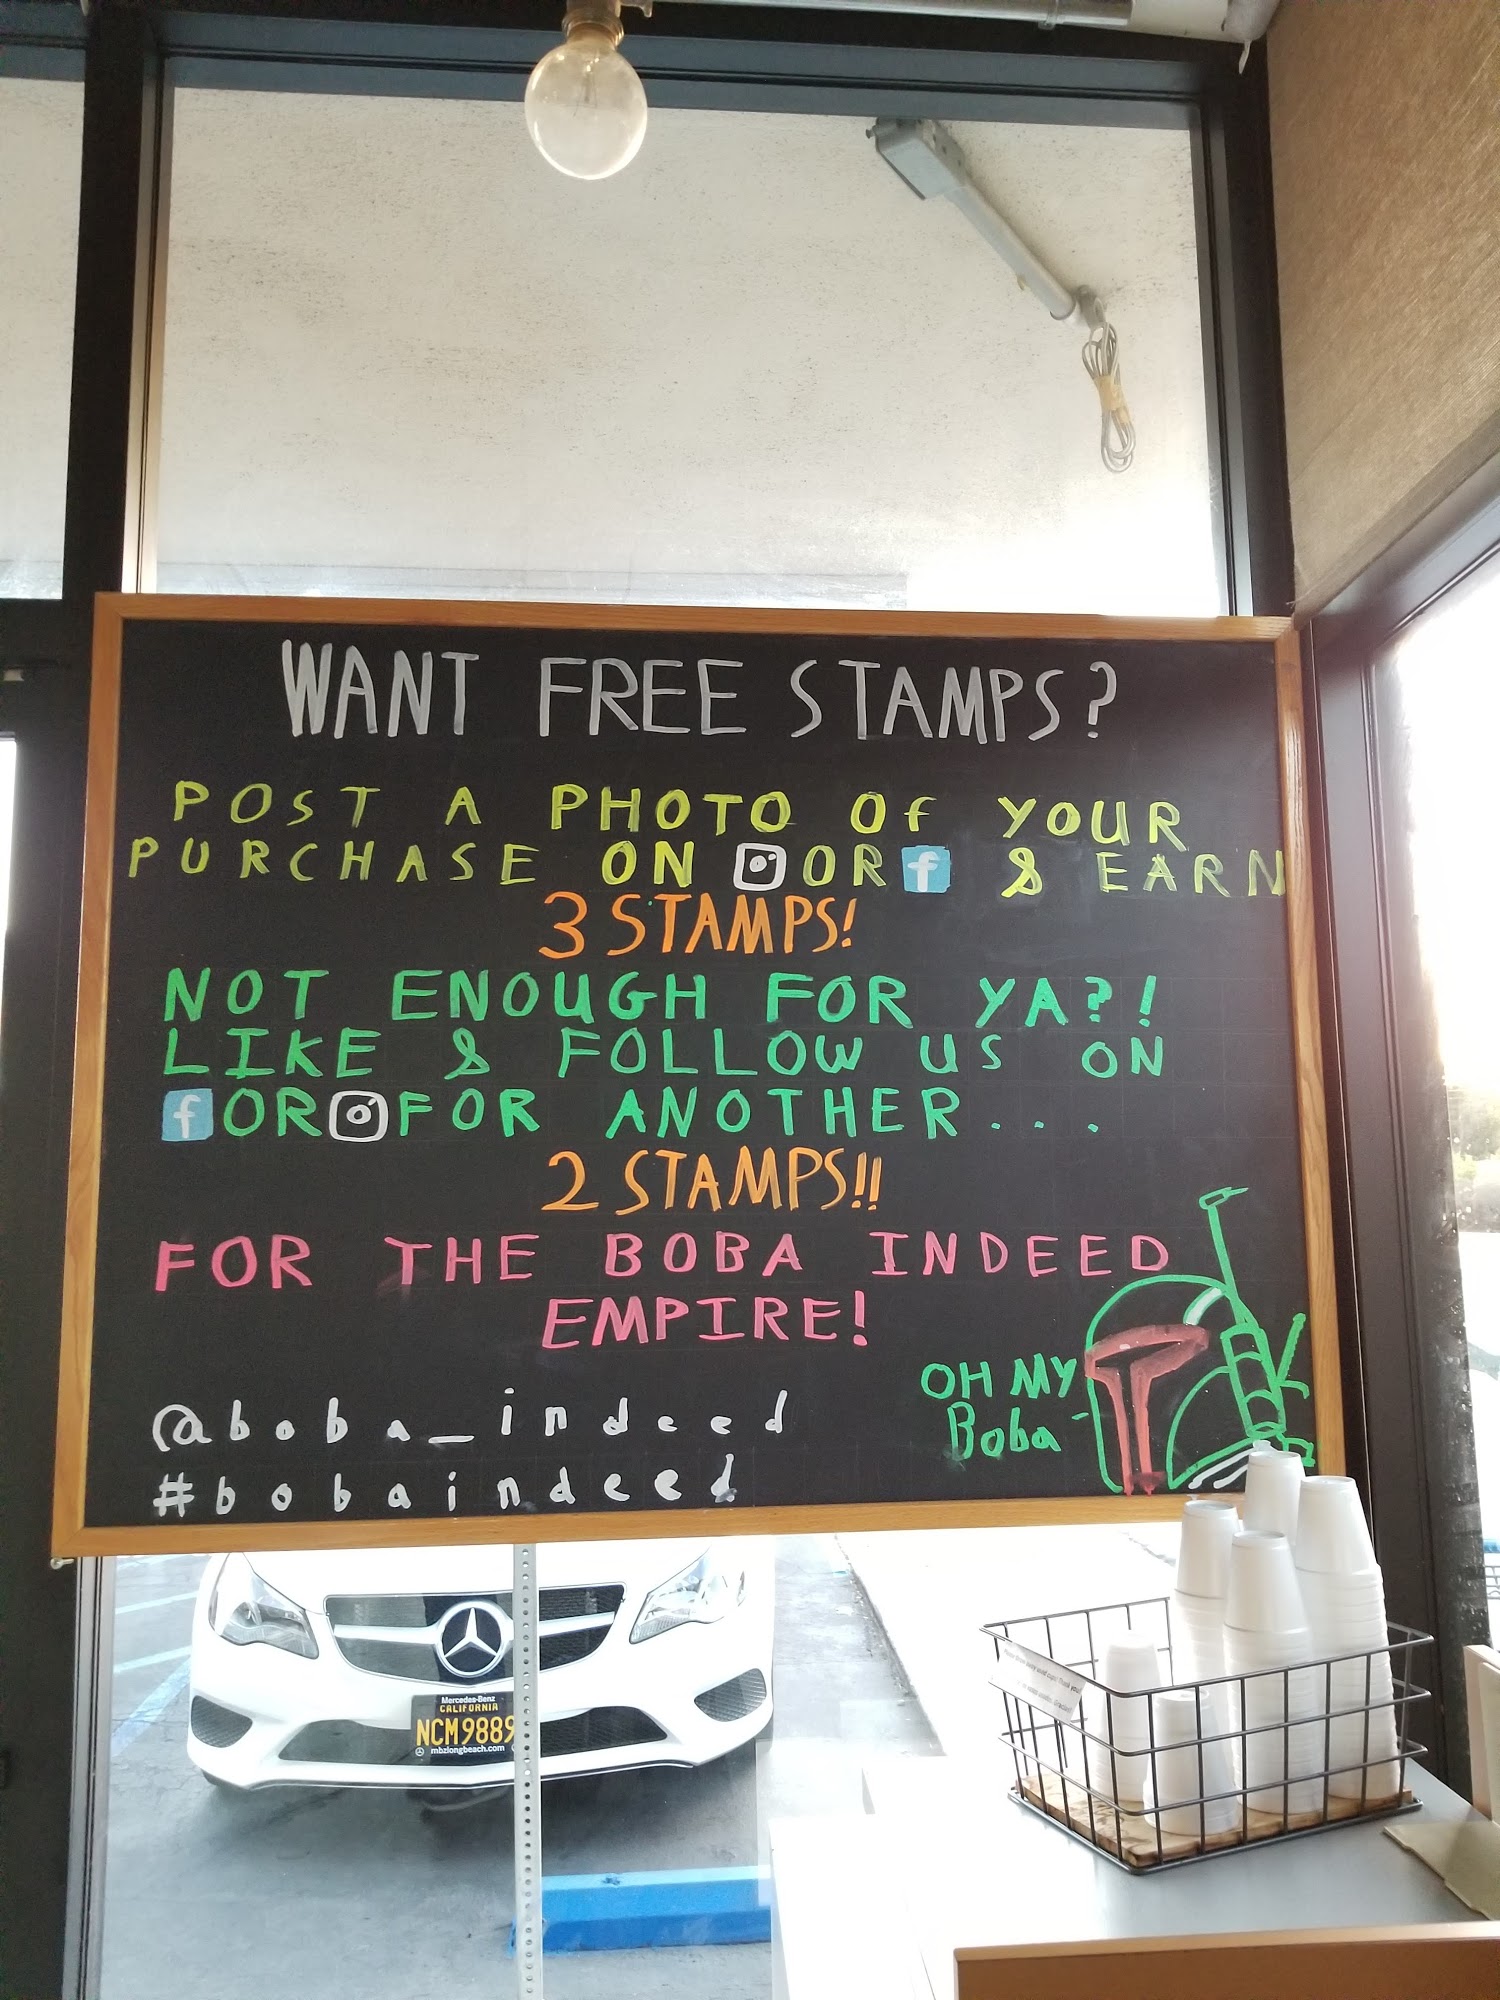 WANT FREE STAMPS?
POST A PHOTO Of YOUR
PURCHASE ON OR f & EARN
3 STAMPS!
NOT ENOUGH FOR YA?!
LIKE & FOLLOW US ON
f OR FOR ANOTHER...
2 STAMPS!!
FOR THE BOBA INDEED
EMPIRE!
OH MY
Boba
@boba_indeed
#bobaindeed
Mercedes-Benz
CALIFORNIA
NCM9889
mbzlongbeach.com